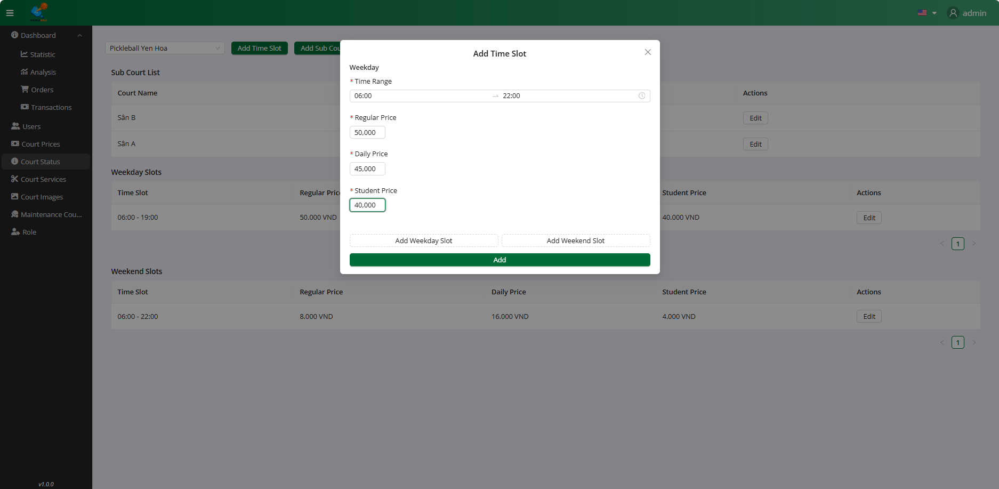 admin
Dashboard
Statistic
Analysis
Orders
Transactions
Users
Court Prices
Court Status
Court Services
Court Images
Maintenance Cou...
Role
v1.0.0
Pickleball Yen Hoa
Add Time Slot
Add Sub Cou
Sub Court List
Court Name
Actions
Sân B
Edit
Sân A
Edit
Weekday Slots
Time Slot
Regular Price
Student Price
Actions
06:00 - 19:00
50.000 VND
40.000 VND
Edit
1
Weekend Slots
Time Slot
Regular Price
Daily Price
Student Price
Actions
06:00 - 22:00
8.000 VND
16.000 VND
4.000 VND
Edit
1
Add Time Slot
Weekday
* Time Range
06:00
22:00
* Regular Price
50,000
* Daily Price
45,000
* Student Price
40,000
Add Weekday Slot
Add Weekend Slot
Add